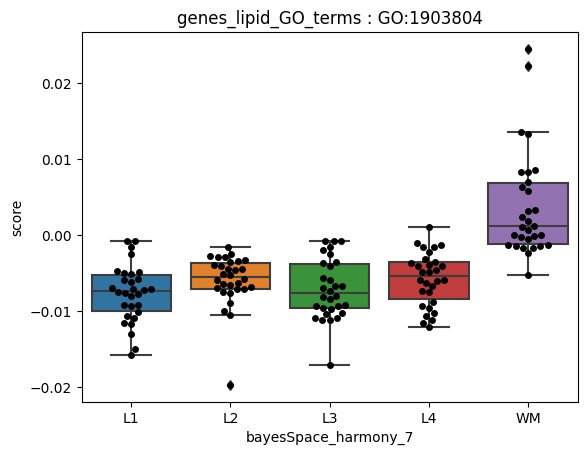 genes_lipid_GO_terms : GO:1903804
0.02
0.01
0.00
−0.01
−0.02
score
L1 L2 L3 L4 WM
bayesSpace_harmony_7